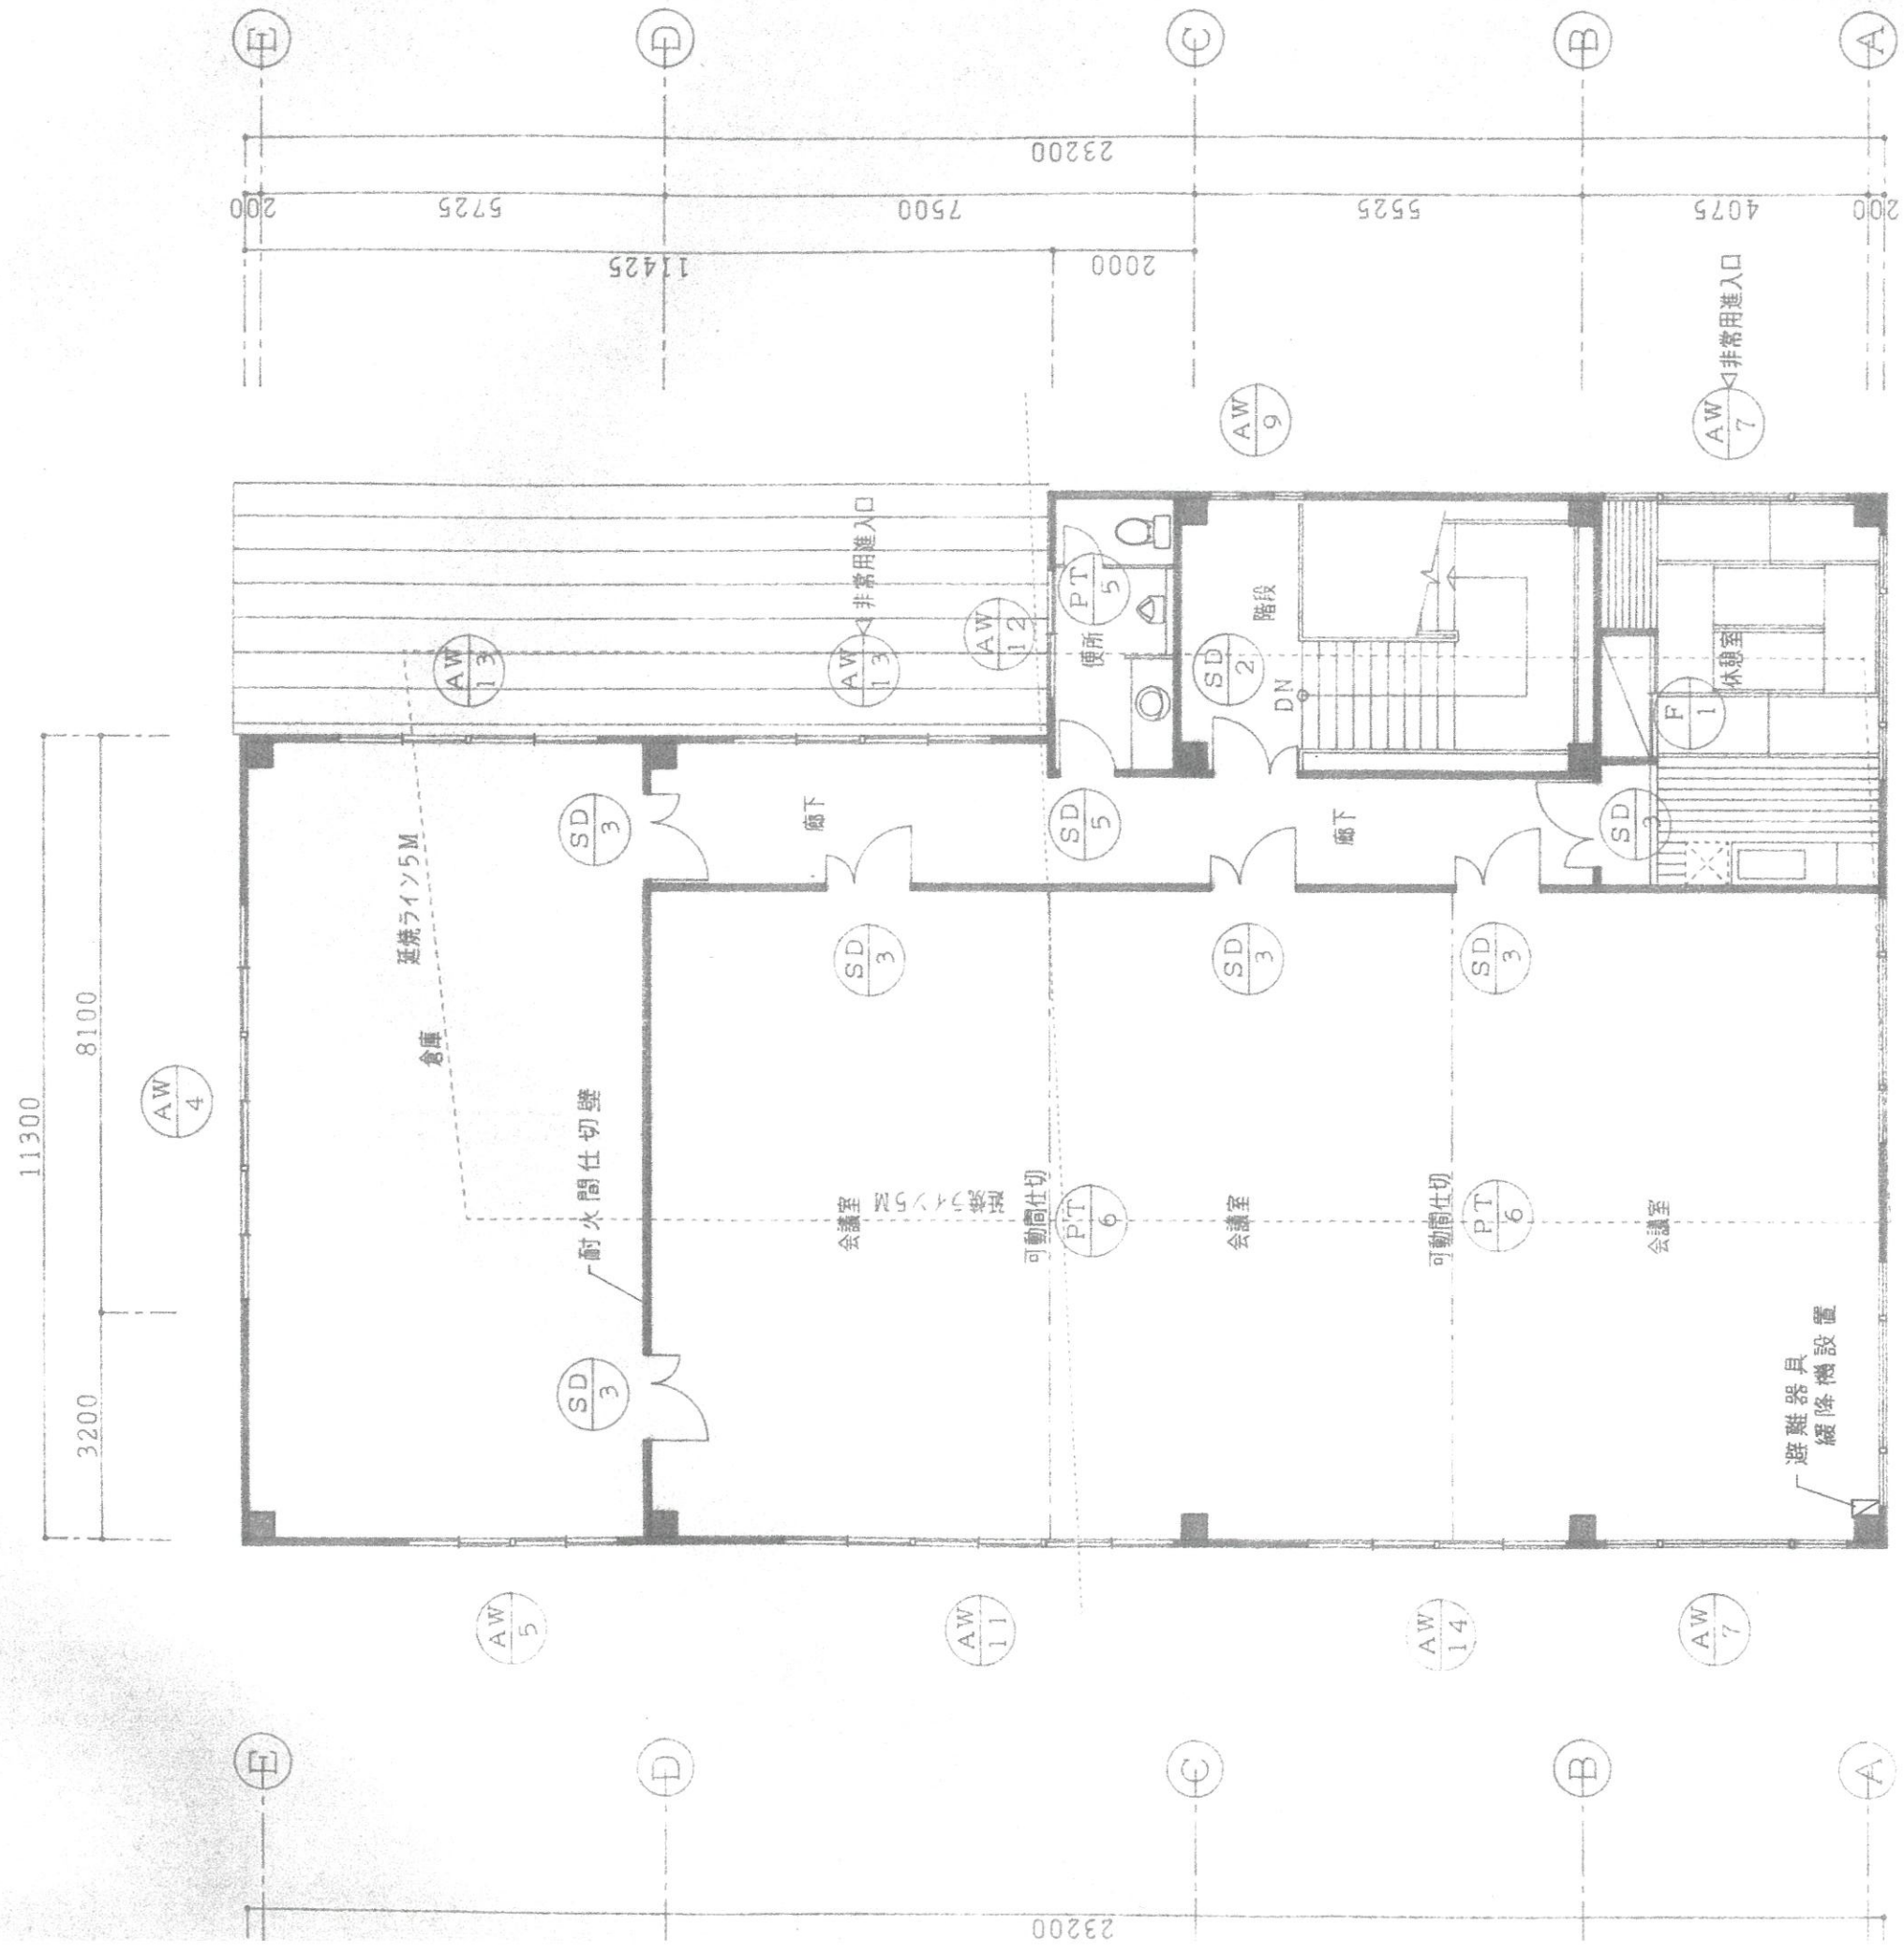 E
D
C
B
A
23200
200
5725
7500
5525
4075
200
11425
2000
非常用進入口
AW
9
AW
7
非常用進入口
AW
13
AW
13
AW
12
PT
5
便所
階段
SD
2
DN
休憩室
F
1
SD
3
廊下
SD
5
廊下
SD
3
延焼ライン5M
倉庫
SD
3
SD
3
SD
3
11300
8100
3200
AW
4
耐火間仕切壁
会議室
延焼ライン5M
可動間仕切
PT
6
会議室
可動間仕切
PT
6
会議室
SD
3
避難器具
緩降機設置
AW
5
AW
11
AW
14
AW
7
E
D
C
B
A
23200